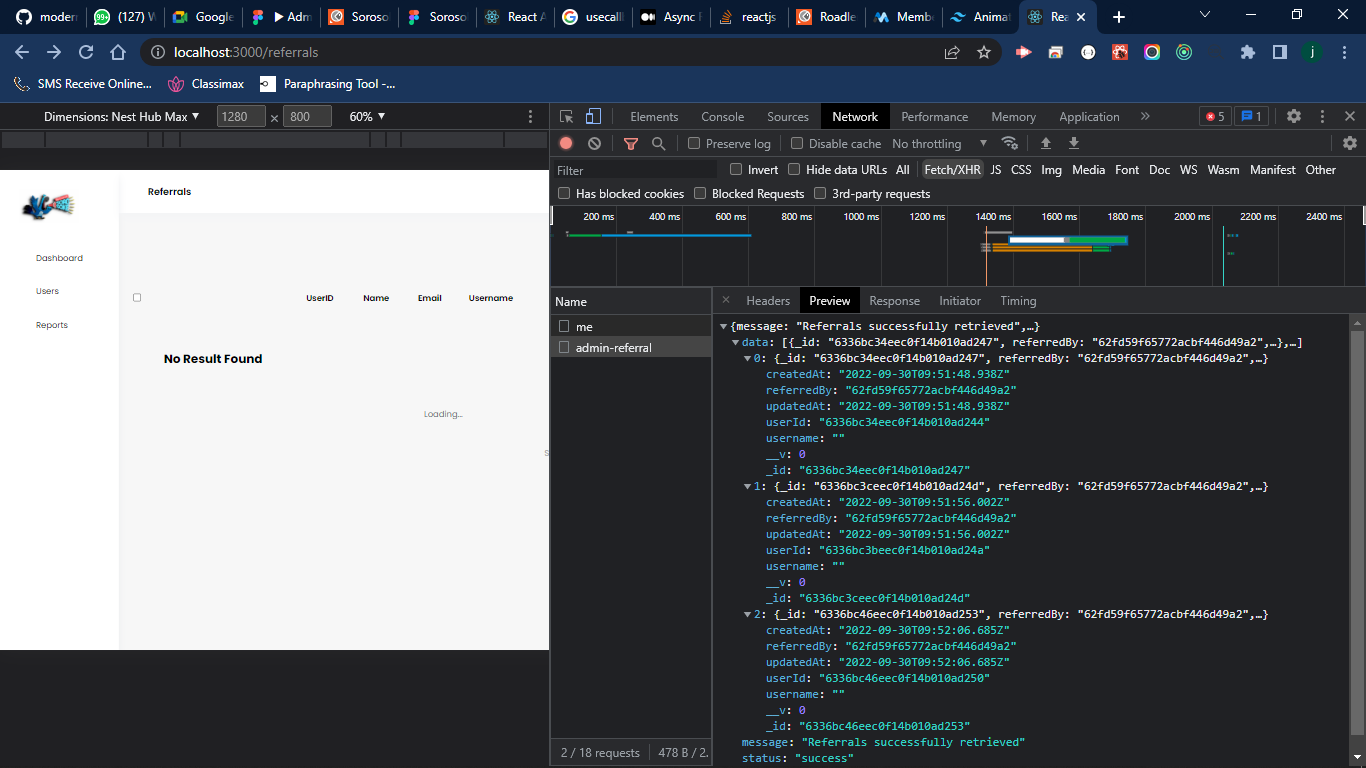 moder
(127) W
Google
▶ Adm
Soroso
Soroso
React A
usecall
Async F
reactjs
Roadle
Memb
Animat
Rea
localhost:3000/referrals
SMS Receive Online...
Classimax
Paraphrasing Tool -...
Dimensions: Nest Hub Max ▼
1280 × 800
60% ▼
Elements
Console
Sources
Network
Performance
Memory
Application
5
1
Preserve log
Disable cache
No throttling
Filter
Invert
Hide data URLs
All
Fetch/XHR
JS
CSS
Img
Media
Font
Doc
WS
Wasm
Manifest
Other
Has blocked cookies
Blocked Requests
3rd-party requests
200 ms
400 ms
600 ms
800 ms
1000 ms
1200 ms
1400 ms
1600 ms
1800 ms
2000 ms
2200 ms
2400 ms
Referrals
Dashboard
Users
Reports
UserID
Name
Email
Username
No Result Found
Loading...
S
Name
me
admin-referral
2 / 18 requests
478 B / 2.
Headers
Preview
Response
Initiator
Timing
▼{message: "Referrals successfully retrieved",…}
▼data: [{_id: "6336bc34eec0f14b010ad247", referredBy: "62fd59f65772acbf446d49a2",…},…]
▼0: {_id: "6336bc34eec0f14b010ad247", referredBy: "62fd59f65772acbf446d49a2",…}
createdAt: "2022-09-30T09:51:48.938Z"
referredBy: "62fd59f65772acbf446d49a2"
updatedAt: "2022-09-30T09:51:48.938Z"
userId: "6336bc34eec0f14b010ad244"
username: ""
__v: 0
_id: "6336bc34eec0f14b010ad247"
▼1: {_id: "6336bc3ceec0f14b010ad24d", referredBy: "62fd59f65772acbf446d49a2",…}
createdAt: "2022-09-30T09:51:56.002Z"
referredBy: "62fd59f65772acbf446d49a2"
updatedAt: "2022-09-30T09:51:56.002Z"
userId: "6336bc3beec0f14b010ad24a"
username: ""
__v: 0
_id: "6336bc3ceec0f14b010ad24d"
▼2: {_id: "6336bc46eec0f14b010ad253", referredBy: "62fd59f65772acbf446d49a2",…}
createdAt: "2022-09-30T09:52:06.685Z"
referredBy: "62fd59f65772acbf446d49a2"
updatedAt: "2022-09-30T09:52:06.685Z"
userId: "6336bc46eec0f14b010ad250"
username: ""
__v: 0
_id: "6336bc46eec0f14b010ad253"
message: "Referrals successfully retrieved"
status: "success"